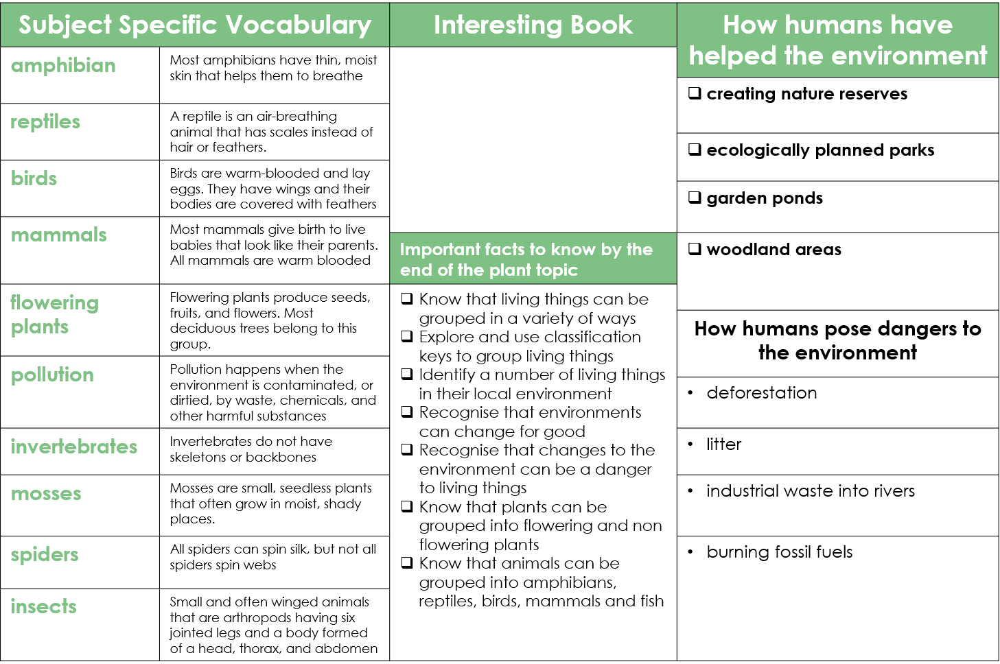 Subject Specific Vocabulary
amphibian
Most amphibians have thin, moist
skin that helps them to breathe
reptiles
A reptile is an air-breathing
animal that has scales instead of
hair or feathers.
birds
Birds are warm-blooded and lay
eggs. They have wings and their
bodies are covered with feathers
mammals
Most mammals give birth to live
babies that look like their parents.
All mammals are warm blooded
flowering
plants
Flowering plants produce seeds,
fruits, and flowers. Most
deciduous trees belong to this
group.
pollution
Pollution happens when the
environment is contaminated, or
dirtied, by waste, chemicals, and
other harmful substances
invertebrates
Invertebrates do not have
skeletons or backbones
mosses
Mosses are small, seedless plants
that often grow in moist, shady
places.
spiders
All spiders can spin silk, but not all
spiders spin webs
insects
Small and often winged animals
that are arthropods having six
jointed legs and a body formed
of a head, thorax, and abdomen
Interesting Book
Important facts to know by the
end of the plant topic
❑ Know that living things can be
grouped in a variety of ways
❑ Explore and use classification
keys to group living things
❑ Identify a number of living things
in their local environment
❑ Recognise that environments
can change for good
❑ Recognise that changes to the
environment can be a danger
to living things
❑ Know that plants can be
grouped into flowering and non
flowering plants
❑ Know that animals can be
grouped into amphibians,
reptiles, birds, mammals and fish
How humans have
helped the environment
❑ creating nature reserves
❑ ecologically planned parks
❑ garden ponds
❑ woodland areas
How humans pose dangers to
the environment
• deforestation
• litter
• industrial waste into rivers
• burning fossil fuels